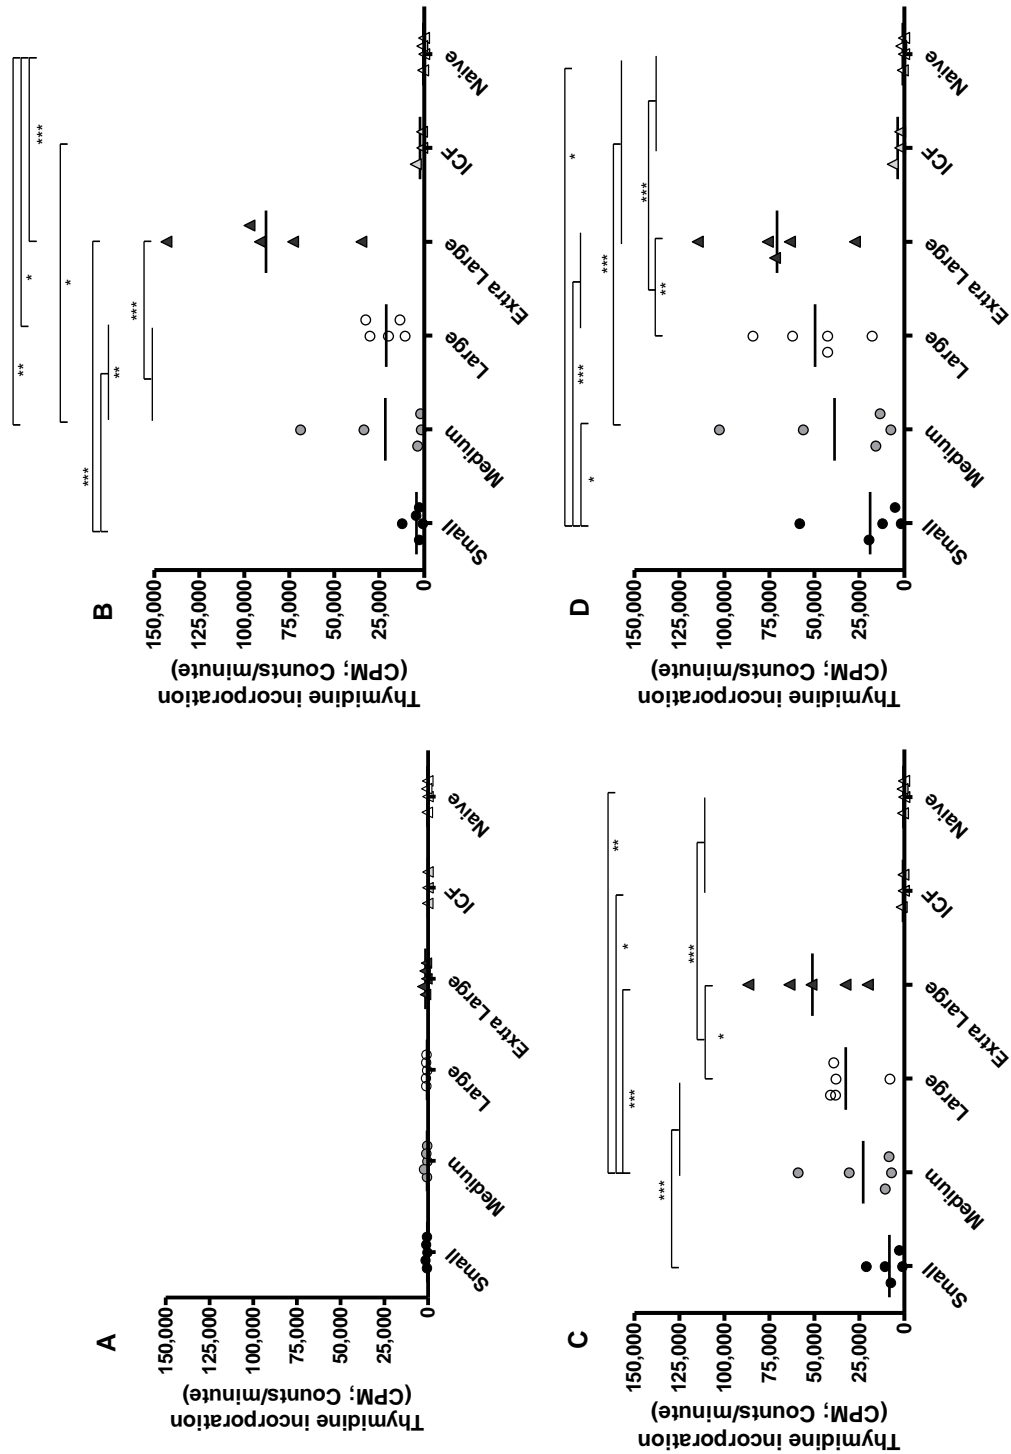 A
Thymidine incorporation
(CPM; Counts/minute)
150,000
125,000
100,000
75,000
50,000
25,000
0
Small
Medium
Large
Extra Large
ICF
Naive
B
Thymidine incorporation
(CPM; Counts/minute)
150,000
125,000
100,000
75,000
50,000
25,000
0
Small
Medium
Large
Extra Large
ICF
Naive
**
*
***
*
***
**
***
C
Thymidine incorporation
(CPM; Counts/minute)
150,000
125,000
100,000
75,000
50,000
25,000
0
Small
Medium
Large
Extra Large
ICF
Naive
**
*
***
***
***
*
D
Thymidine incorporation
(CPM; Counts/minute)
150,000
125,000
100,000
75,000
50,000
25,000
0
Small
Medium
Large
Extra Large
ICF
Naive
*
***
*
***
***
**